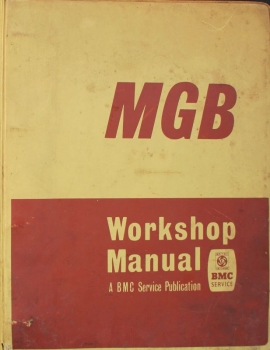 MGB
Workshop
Manual
A BMC Service Publication
BMC
SERVICE